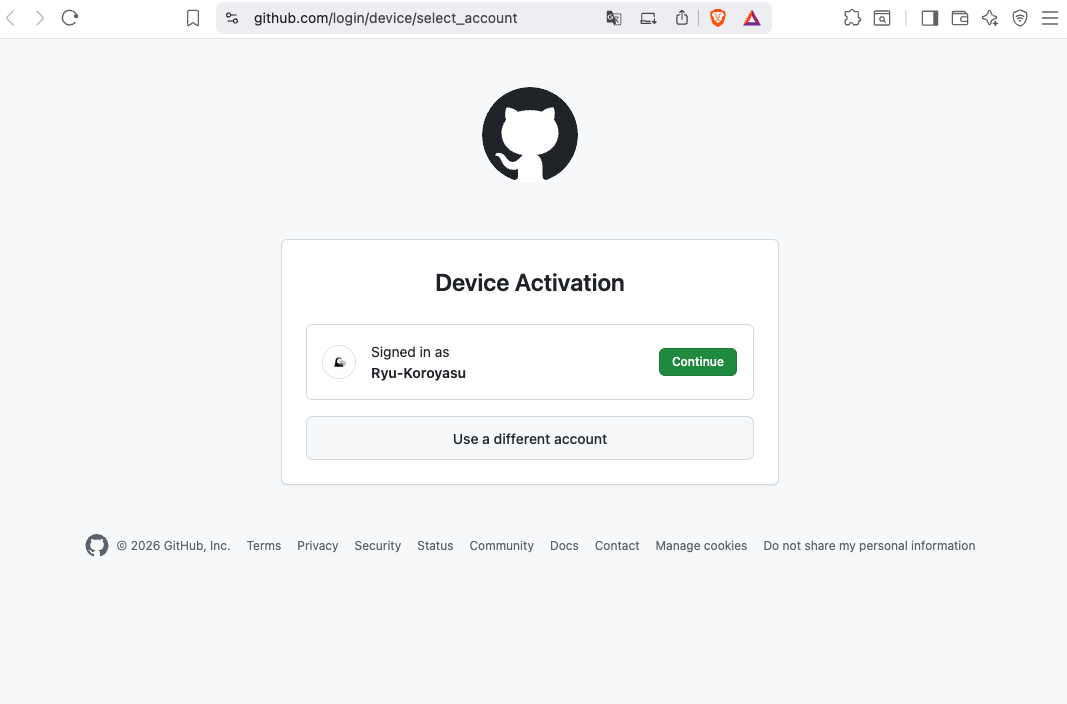 github.com/login/device/select_account
Device Activation
Signed in as
Ryu-Koroyasu
Continue
Use a different account
© 2026 GitHub, Inc. Terms Privacy Security Status Community Docs Contact Manage cookies Do not share my personal information